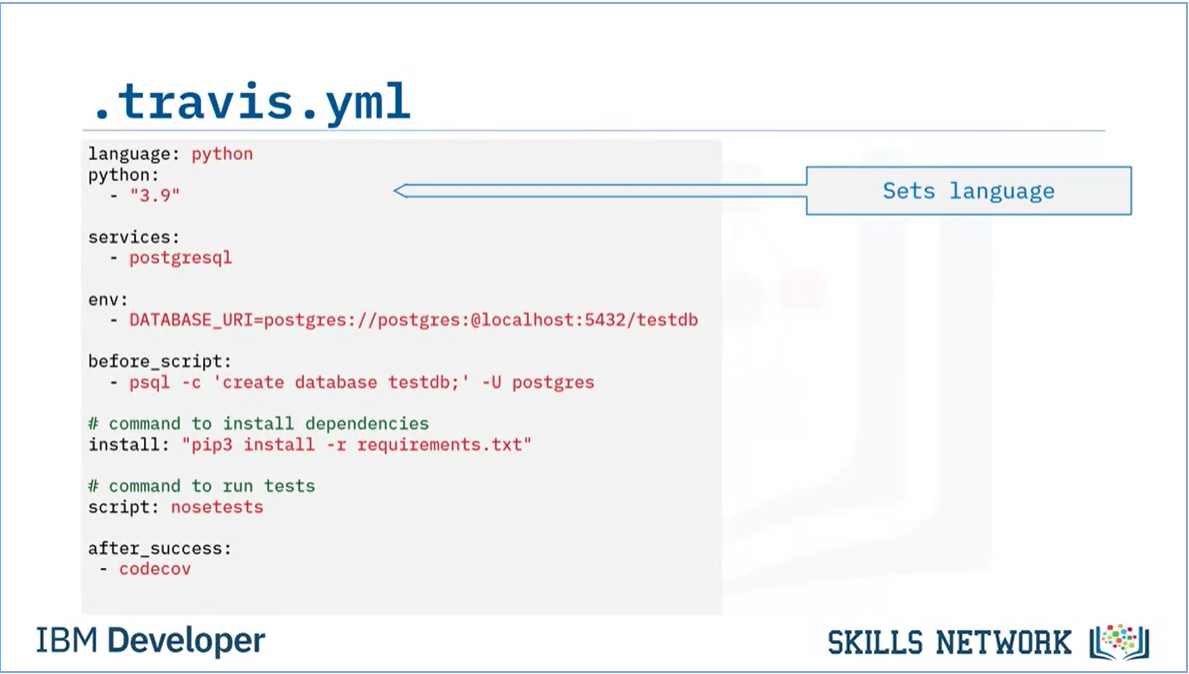 .travis.yml
language: python
python:
  - "3.9"
Sets language
services:
  - postgresql
env:
  - DATABASE_URI=postgres://postgres:@localhost:5432/testdb
before_script:
  - psql -c 'create database testdb;' -U postgres
# command to install dependencies
install: "pip3 install -r requirements.txt"
# command to run tests
script: nosetests
after_success:
 - codecov
IBM Developer
SKILLS NETWORK